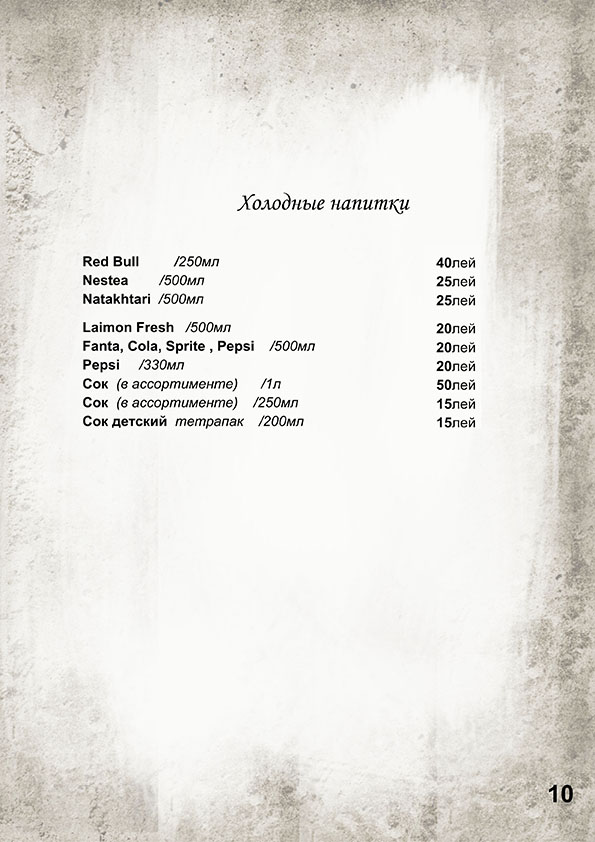 Холодные напитки
Red Bull /250мл 40лей
Nestea /500мл 25лей
Natakhtari /500мл 25лей
Laimon Fresh /500мл 20лей
Fanta, Cola, Sprite , Pepsi /500мл 20лей
Pepsi /330мл 20лей
Сок (в ассортименте) /1л 50лей
Сок (в ассортименте) /250мл 15лей
Сок детский тетрапак /200мл 15лей
10